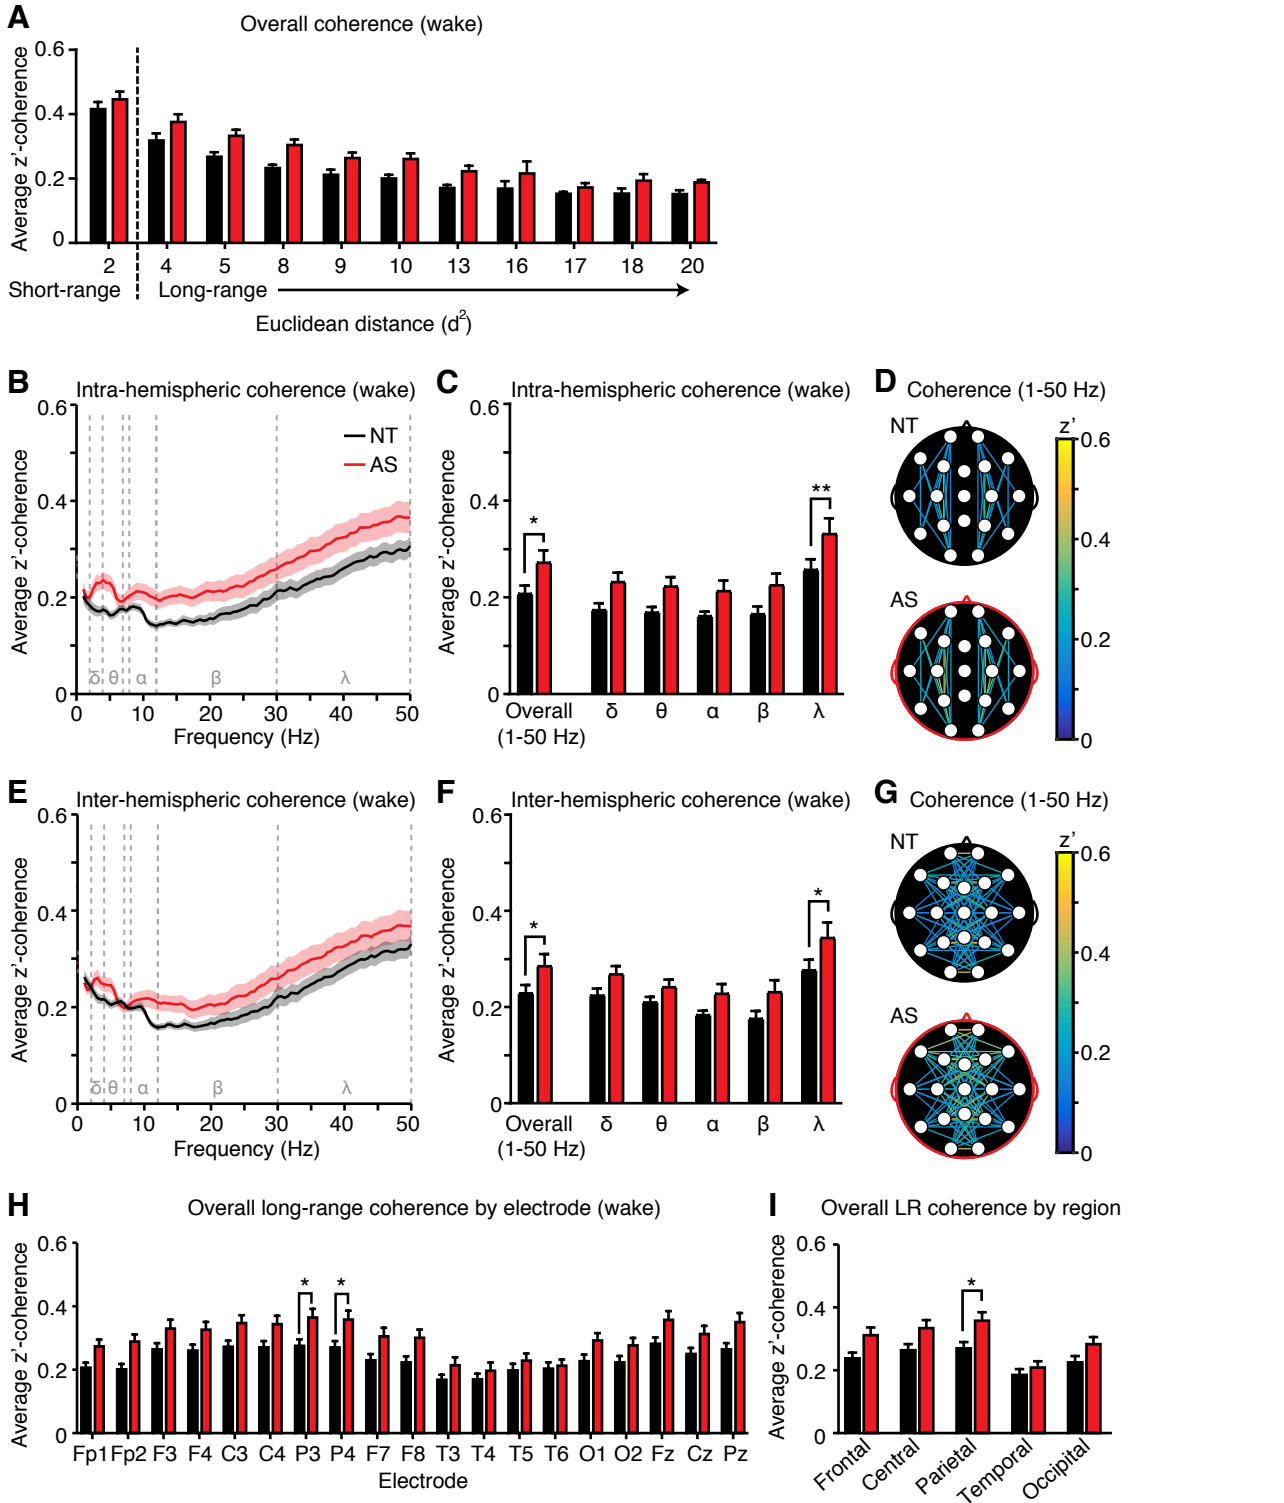 A
Overall coherence (wake)
Average z’-coherence
0.6
0.4
0.2
0
2 4 5 8 9 10 13 16 17 18 20
Short-range Long-range
Euclidean distance (d²)
B
Intra-hemispheric coherence (wake)
Average z’-coherence
0.6
0.4
0.2
0
NT
AS
δ θ α β λ
0 10 20 30 40 50
Frequency (Hz)
C
Intra-hemispheric coherence (wake)
Average z’-coherence
0.6
0.4
0.2
0
*
**
Overall δ θ α β λ
(1-50 Hz)
D
Coherence (1-50 Hz)
NT
AS
z’
0.6
0.4
0.2
0
E
Inter-hemispheric coherence (wake)
Average z’-coherence
0.6
0.4
0.2
0
δ θ α β λ
0 10 20 30 40 50
Frequency (Hz)
F
Inter-hemispheric coherence (wake)
Average z’-coherence
0.6
0.4
0.2
0
*
*
Overall δ θ α β λ
(1-50 Hz)
G
Coherence (1-50 Hz)
NT
AS
z’
0.6
0.4
0.2
0
H
Overall long-range coherence by electrode (wake)
Average z’-coherence
0.6
0.4
0.2
0
* *
Fp1 Fp2 F3 F4 C3 C4 P3 P4 F7 F8 T3 T4 T5 T6 O1 O2 Fz Cz Pz
Electrode
I
Overall LR coherence by region
Average z’-coherence
0.6
0.4
0.2
0
*
Frontal
Central
Parietal
Temporal
Occipital